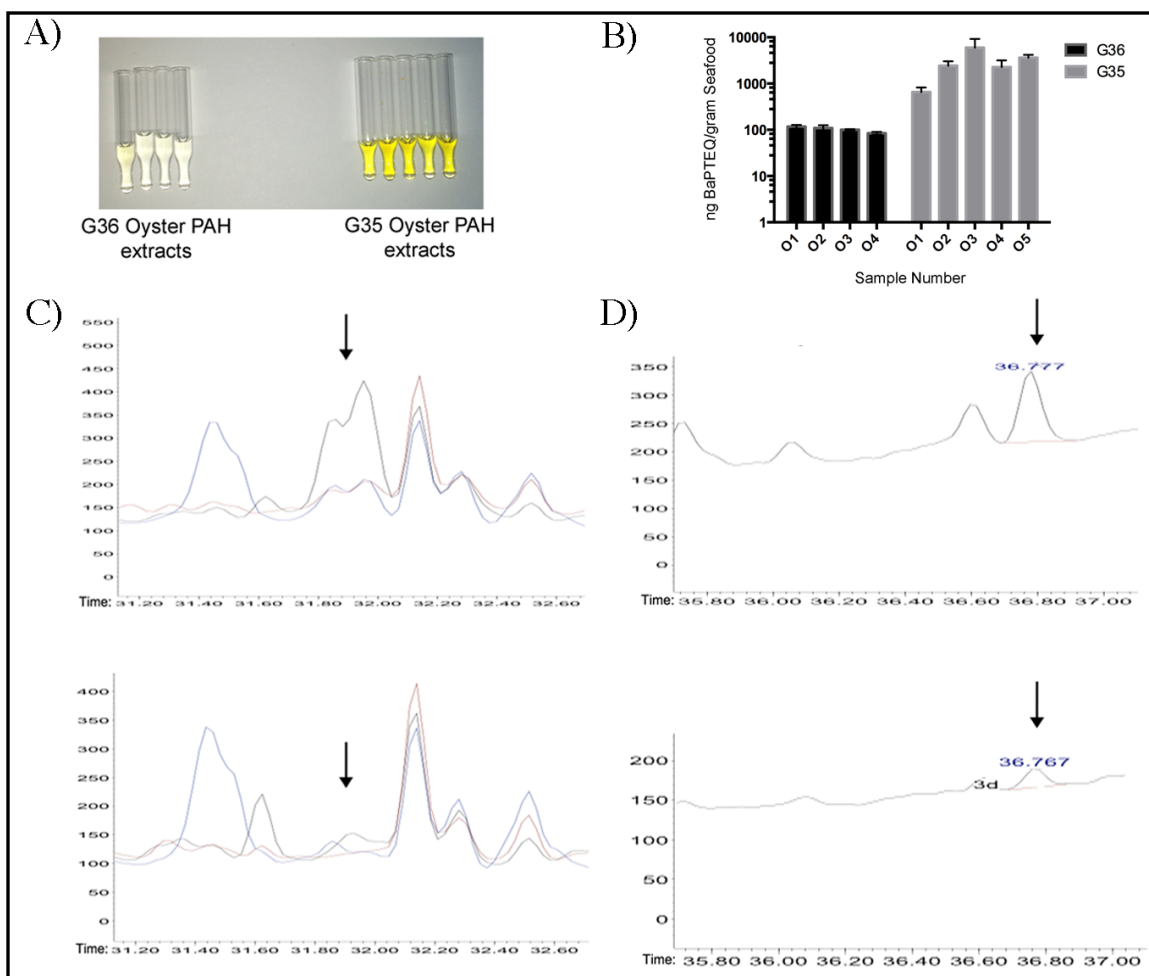 A)
G36 Oyster PAH
extracts
G35 Oyster PAH
extracts
B)
ng BaPTEQ/gram Seafood
10000
1000
100
10
1
O1 O2 O3 O4 O1 O2 O3 O4 O5
Sample Number
G36
G35
C)
550
500
450
400
350
300
250
200
150
100
50
0
Time: 31.20 31.40 31.60 31.80 32.00 32.20 32.40 32.60
D)
36.777
350
300
250
200
150
100
50
0
Time: 35.80 36.00 36.20 36.40 36.60 36.80 37.00
400
350
300
250
200
150
100
50
0
Time: 31.20 31.40 31.60 31.80 32.00 32.20 32.40 32.60
36.767
3d
200
150
100
50
0
Time: 35.80 36.00 36.20 36.40 36.60 36.80 37.00